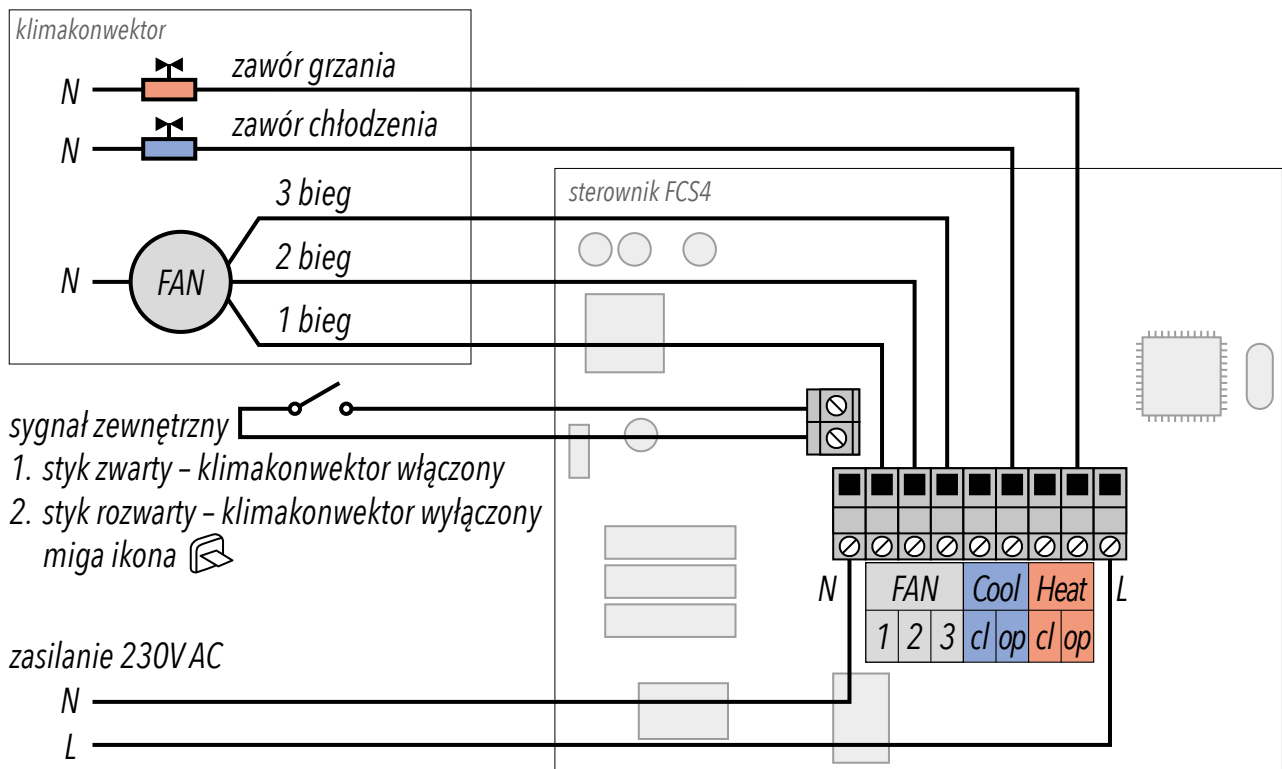 klimakonwektor
N
zawór grzania
N
zawór chłodzenia
3 bieg
2 bieg
1 bieg
N
FAN
sterownik FCS4
sygnał zewnętrzny
1. styk zwarty – klimakonwektor włączony
2. styk rozwarty – klimakonwektor wyłączony
miga ikona
N FAN Cool Heat L
1 2 3 cl op cl op
zasilanie 230V AC
N
L